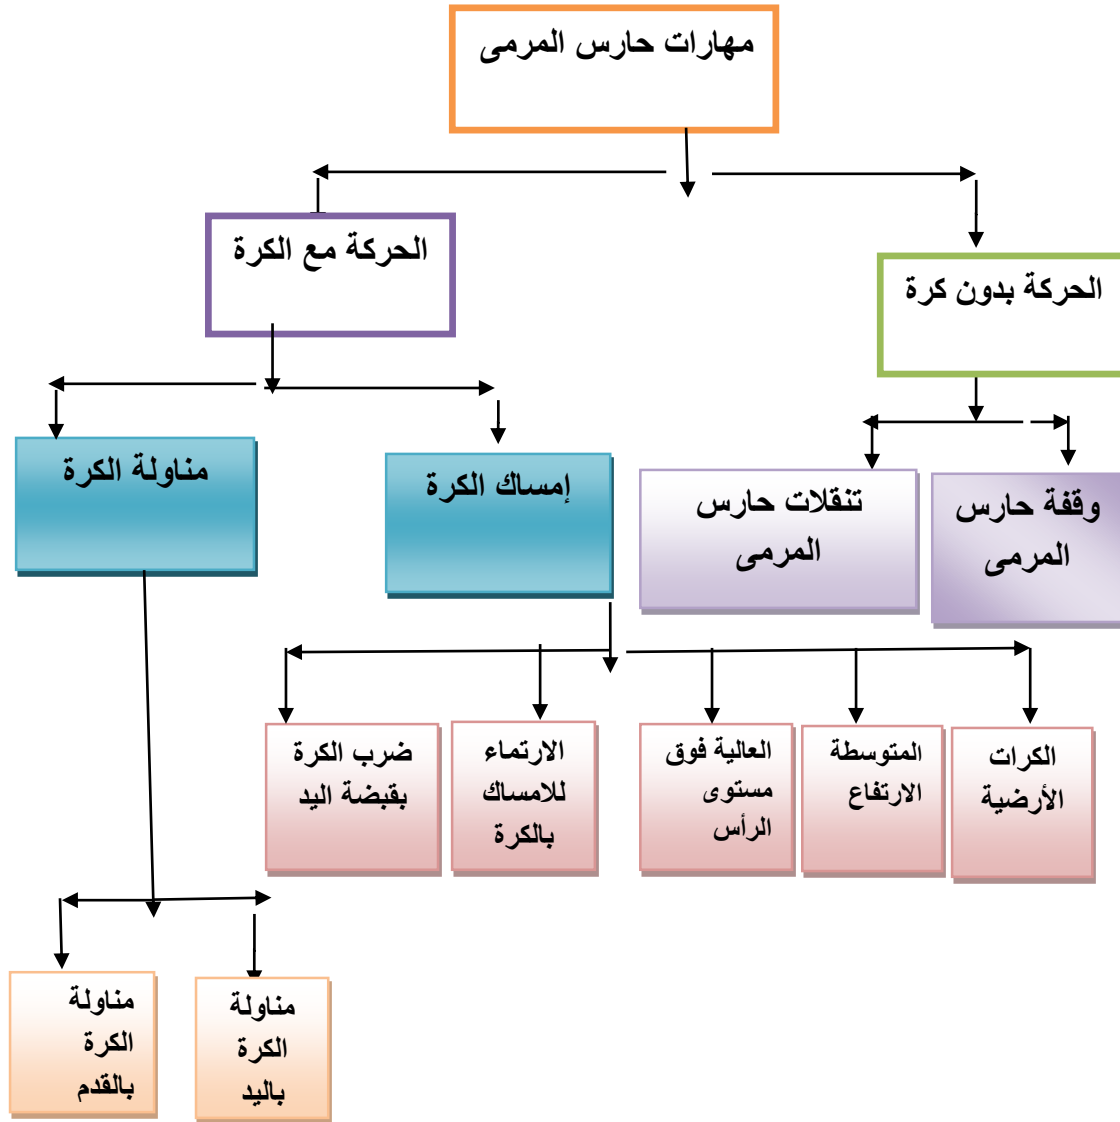 مهارات حارس المرمى
الحركة بدون كرة
الحركة مع الكرة
وقفة حارس
المرمى
تنقلات حارس
المرمى
إمساك الكرة
مناولة الكرة
الكرات
الأرضية
المتوسطة
الارتفاع
العالية فوق
مستوى
الرأس
الارتماء
للامساك
بالكرة
ضرب الكرة
بقبضة اليد
مناولة
الكرة
باليد
مناولة
الكرة
بالقدم